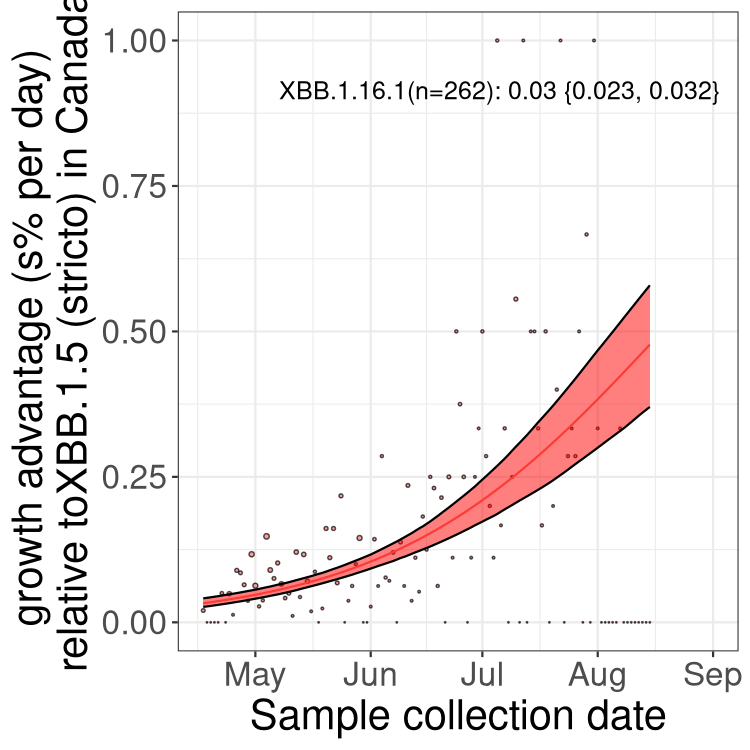 growth advantage (s% per day)
relative toXBB.1.5 (stricto) in Canada
1.00
0.75
0.50
0.25
0.00
XBB.1.16.1(n=262): 0.03 {0.023, 0.032}
May Jun Jul Aug Sep
Sample collection date